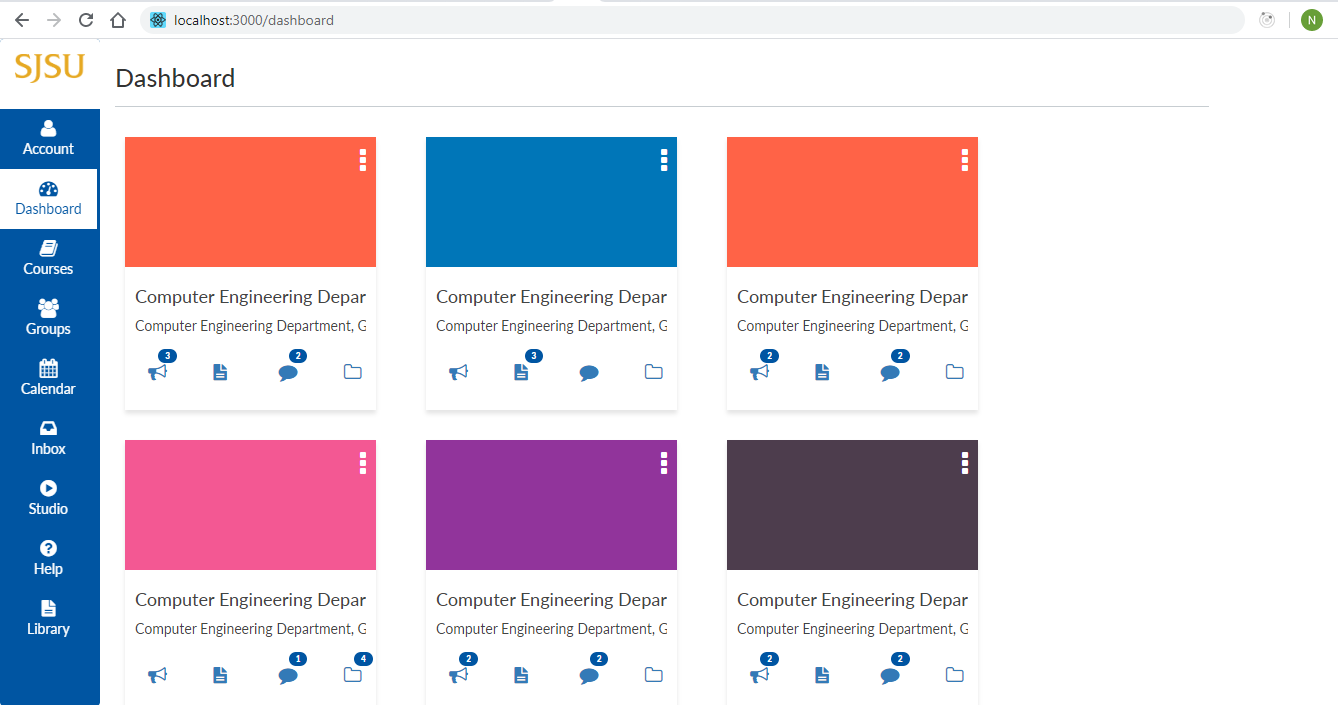 localhost:3000/dashboard
N
SJSU
Dashboard
Account
Dashboard
Courses
Groups
Calendar
Inbox
Studio
Help
Library
Computer Engineering Depar
Computer Engineering Department, G
3
2
Computer Engineering Depar
Computer Engineering Department, G
3
Computer Engineering Depar
Computer Engineering Department, G
2
2
Computer Engineering Depar
Computer Engineering Department, G
1
4
Computer Engineering Depar
Computer Engineering Department, G
2
2
Computer Engineering Depar
Computer Engineering Department, G
2
2